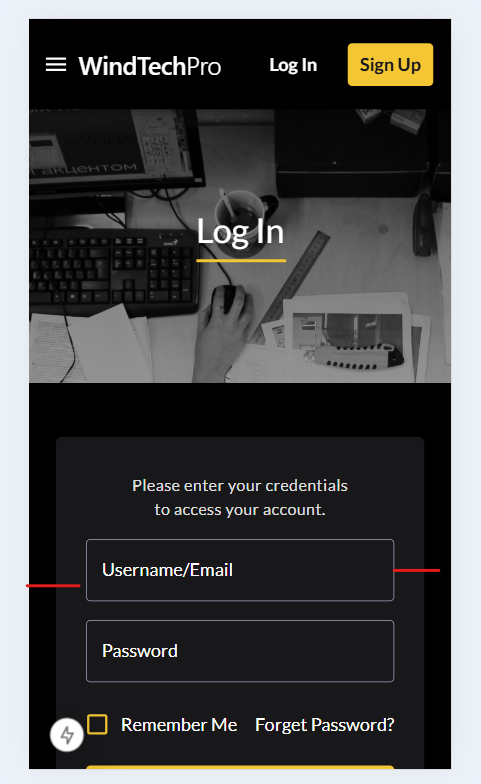 WindTechPro
Log In
Sign Up
акцентом
Log In
Please enter your credentials
to access your account.
Username/Email
Password
Remember Me
Forget Password?